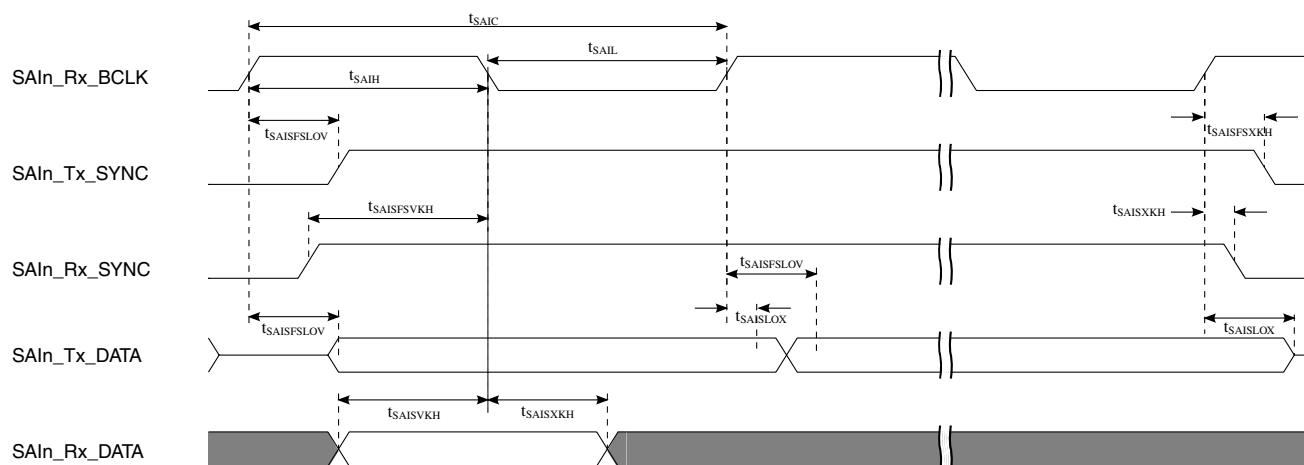 tSAIC
tSAIL
SAIn_Rx_BCLK
tSAIH
tSAISFSLOV
tSAISFSXKH
SAIn_Tx_SYNC
tSAISFSVKH
tSAISXKH
SAIn_Rx_SYNC
tSAISFSLOV
tSAISLOX
tSAISFSLOV
tSAISLOX
SAIn_Tx_DATA
tSAISVKH
tSAISXKH
SAIn_Rx_DATA